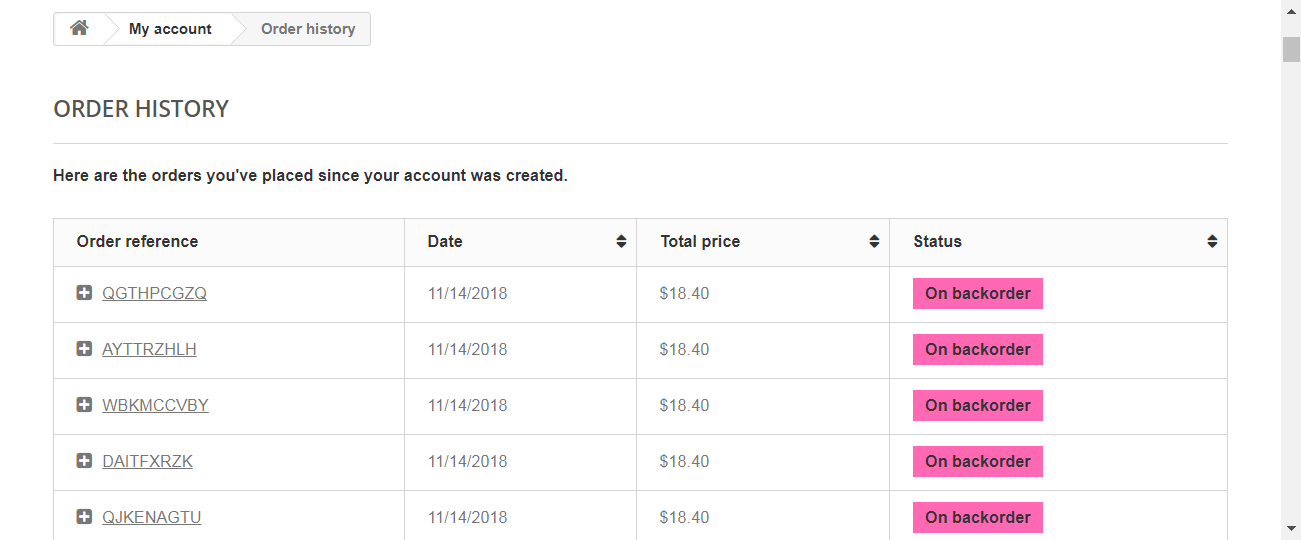 My account Order history
ORDER HISTORY
Here are the orders you've placed since your account was created.
Order reference Date Total price Status
QGTHPCGZQ 11/14/2018 $18.40 On backorder
AYTTRZHLH 11/14/2018 $18.40 On backorder
WBKMCCVBY 11/14/2018 $18.40 On backorder
DAITFXRZK 11/14/2018 $18.40 On backorder
QJKENAGTU 11/14/2018 $18.40 On backorder